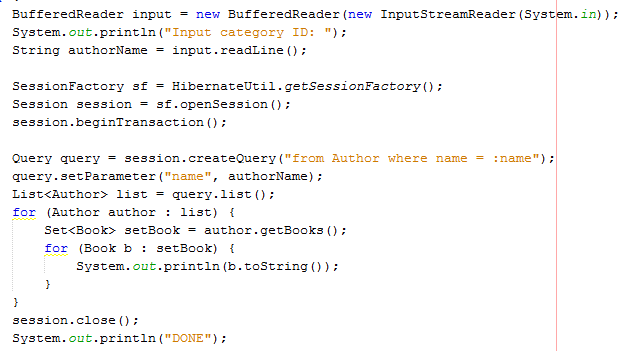 BufferedReader input = new BufferedReader(new InputStreamReader(System.in));
System.out.println("Input category ID: ");
String authorName = input.readLine();
SessionFactory sf = HibernateUtil.getSessionFactory();
Session session = sf.openSession();
session.beginTransaction();
Query query = session.createQuery("from Author where name = :name");
query.setParameter("name", authorName);
List<Author> list = query.list();
for (Author author : list) {
    Set<Book> setBook = author.getBooks();
    for (Book b : setBook) {
        System.out.println(b.toString());
    }
}
session.close();
System.out.println("DONE");